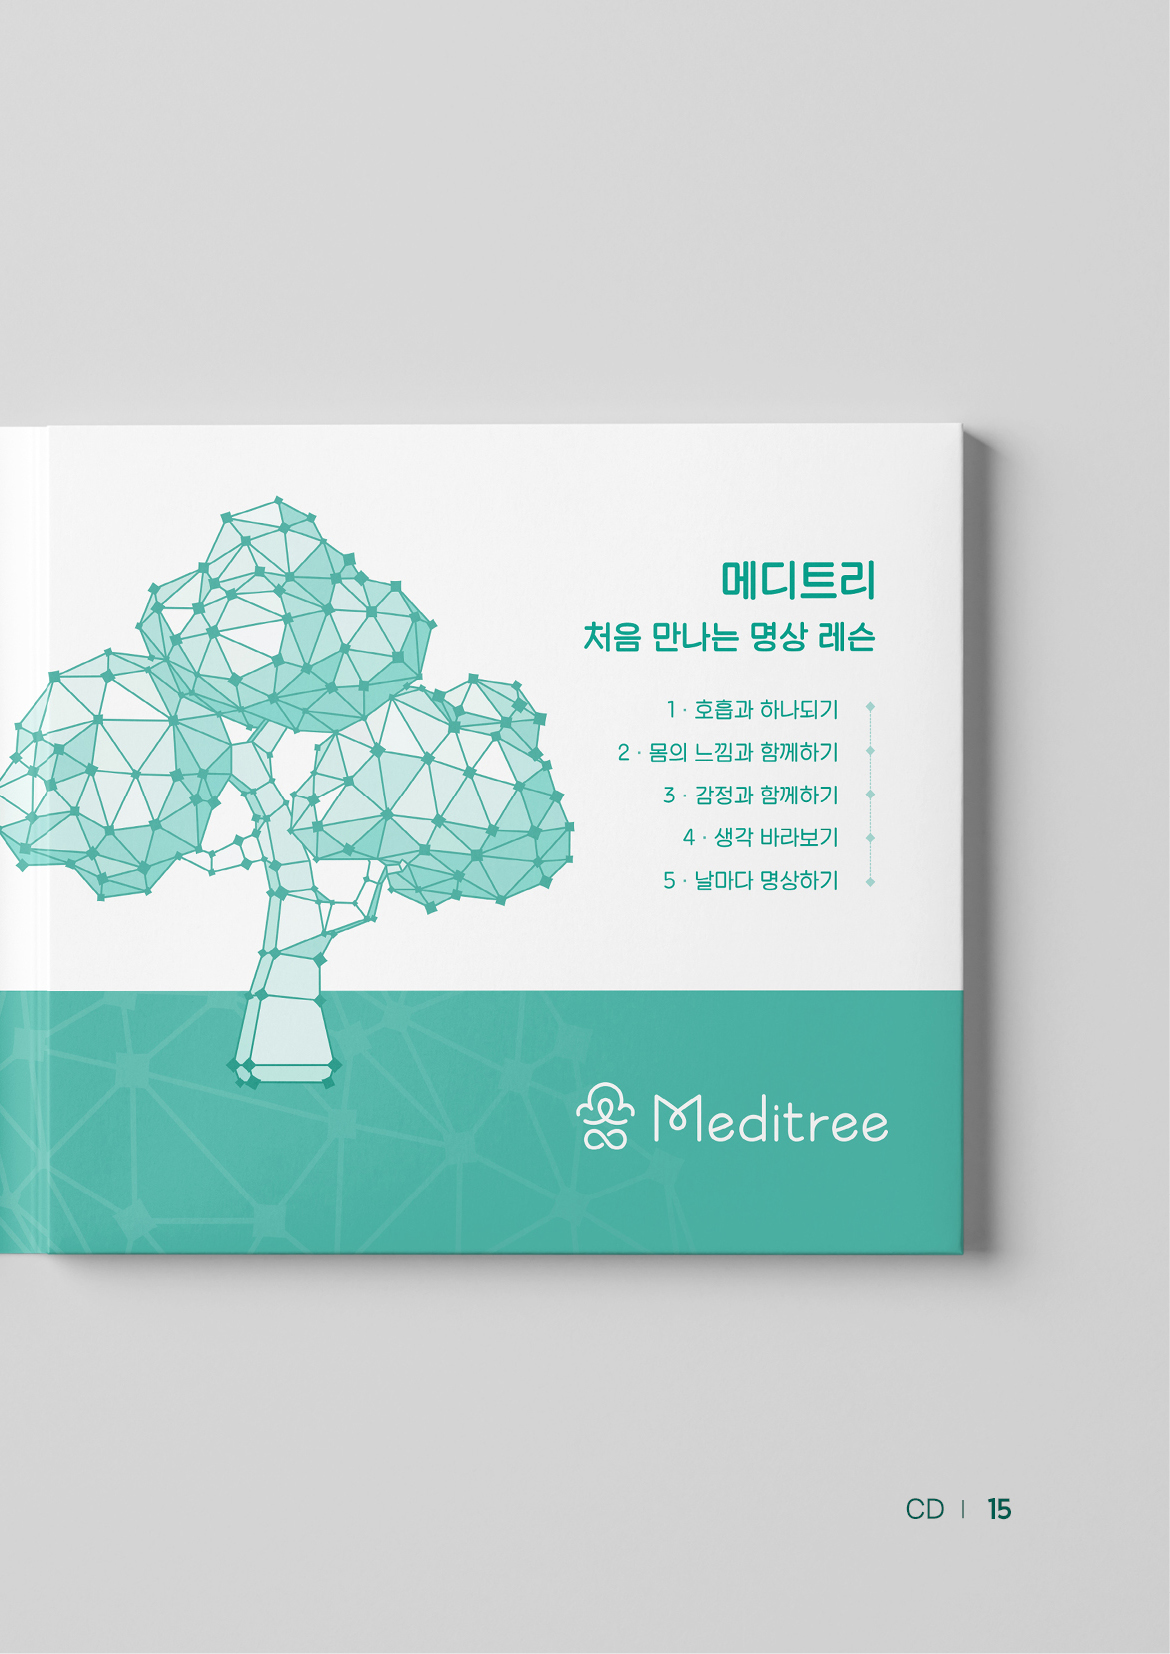 메디트리
처음 만나는 명상 레슨
1 · 호흡과 하나되기
2 · 몸의 느낌과 함께하기
3 · 감정과 함께하기
4 · 생각 바라보기
5 · 날마다 명상하기
Meditree
CD | 15